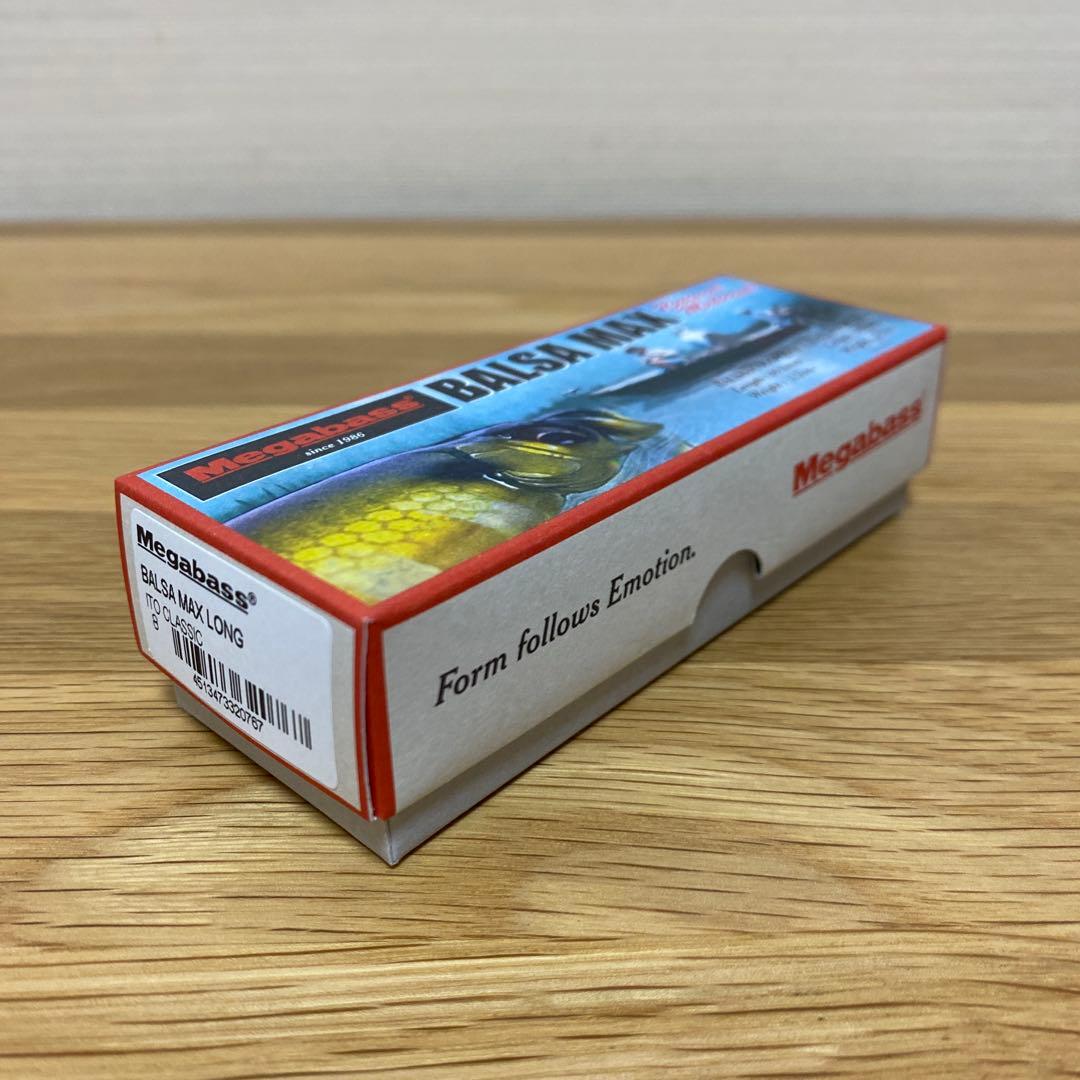 Megabass®
since 1986
BALSA MAX
Megabass®
BALSA MAX LONG
ITO CLASSIC
B
4513473320767
Form follows Emotion.
Megabass